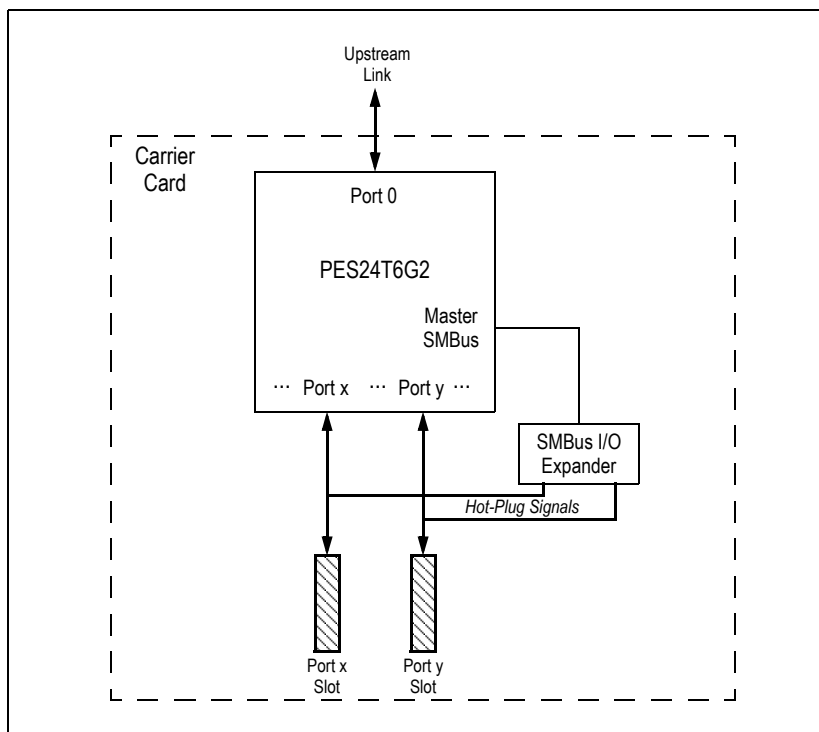 Upstream
Link
Carrier
Card
Port 0
PES24T6G2
Master
SMBus
··· Port x ··· Port y ···
SMBus I/O
Expander
Hot-Plug Signals
Port x
Slot
Port y
Slot